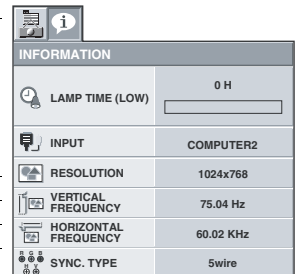 INFORMATION
LAMP TIME (LOW)
0 H
INPUT
COMPUTER2
RESOLUTION
1024x768
VERTICAL
FREQUENCY
75.04 Hz
HORIZONTAL
FREQUENCY
60.02 KHz
R G B
H V
SYNC. TYPE
5wire